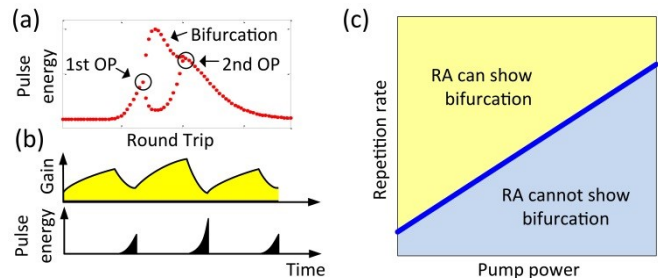 (a)
Pulse
energy
1st OP
Bifurcation
2nd OP
Round Trip
(b)
Gain
Pulse
energy
Time
(c)
Repetition rate
RA can show
bifurcation
RA cannot show
bifurcation
Pump power